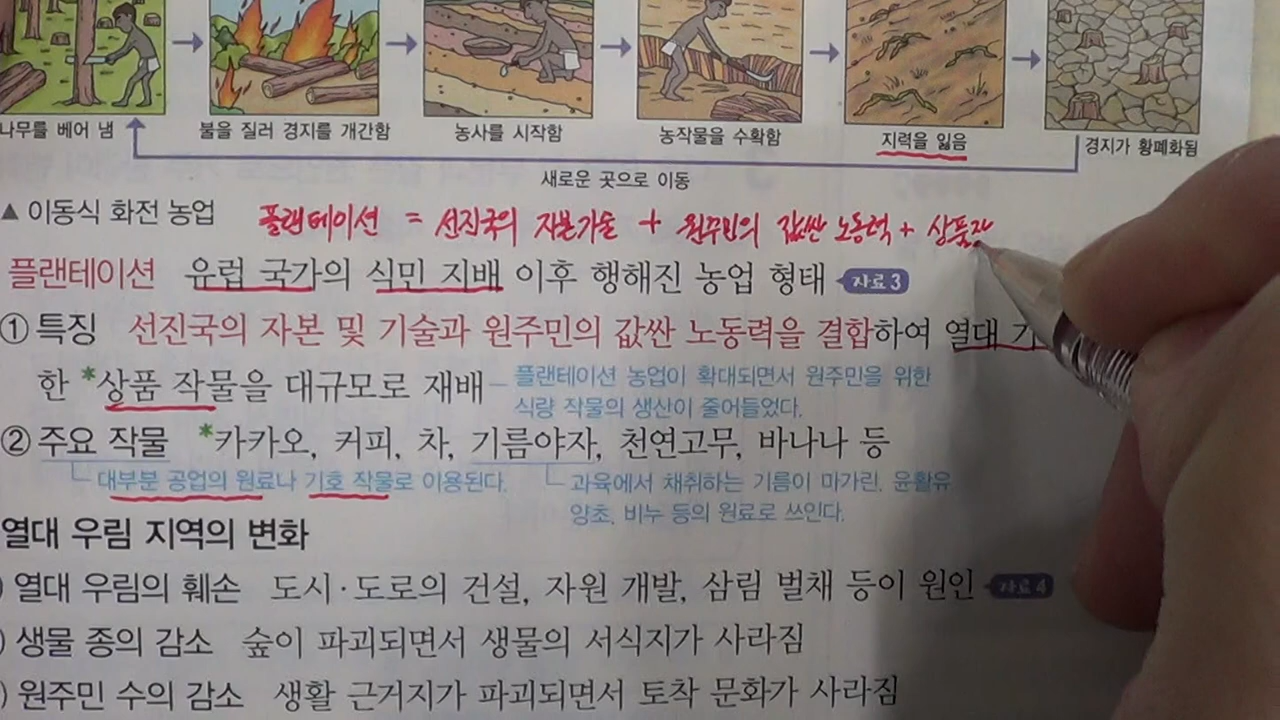 나무를 베어 냄
불을 질러 경지를 개간함
농사를 시작함
농작물을 수확함
지력을 잃음
경지가 황폐화됨
새로운 곳으로 이동
▲ 이동식 화전 농업
플랜테이션 = 선진국의 자본기술 + 원주민의 값싼 노동력 + 상품작
플랜테이션 유럽 국가의 식민 지배 이후 행해진 농업 형태 자료3
① 특징 선진국의 자본 및 기술과 원주민의 값싼 노동력을 결합하여 열대
한 *상품 작물을 대규모로 재배
플랜테이션 농업이 확대되면서 원주민을 위한
식량 작물의 생산이 줄어들었다.
② 주요 작물 *카카오, 커피, 차, 기름야자, 천연고무, 바나나 등
대부분 공업의 원료나 기호 작물로 이용된다.
과육에서 채취하는 기름이 마가린, 윤활유
양초, 비누 등의 원료로 쓰인다.
열대 우림 지역의 변화
) 열대 우림의 훼손 도시·도로의 건설, 자원 개발, 삼림 벌채 등이 원인 자료4
) 생물 종의 감소 숲이 파괴되면서 생물의 서식지가 사라짐
) 원주민 수의 감소 생활 근거지가 파괴되면서 토착 문화가 사라짐